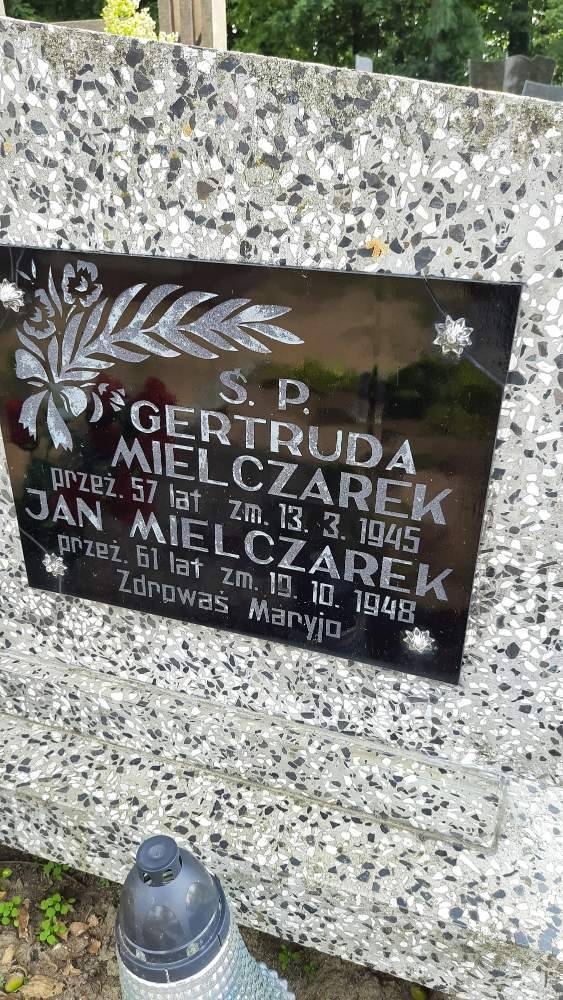 Ś. P.
GERTRUDA
MIELCZAREK
przeż. 57 lat zm. 13. 3. 1945
JAN MIELCZAREK
przeż. 61 lat zm. 19. 10. 1948
Zdrowaś Maryjo